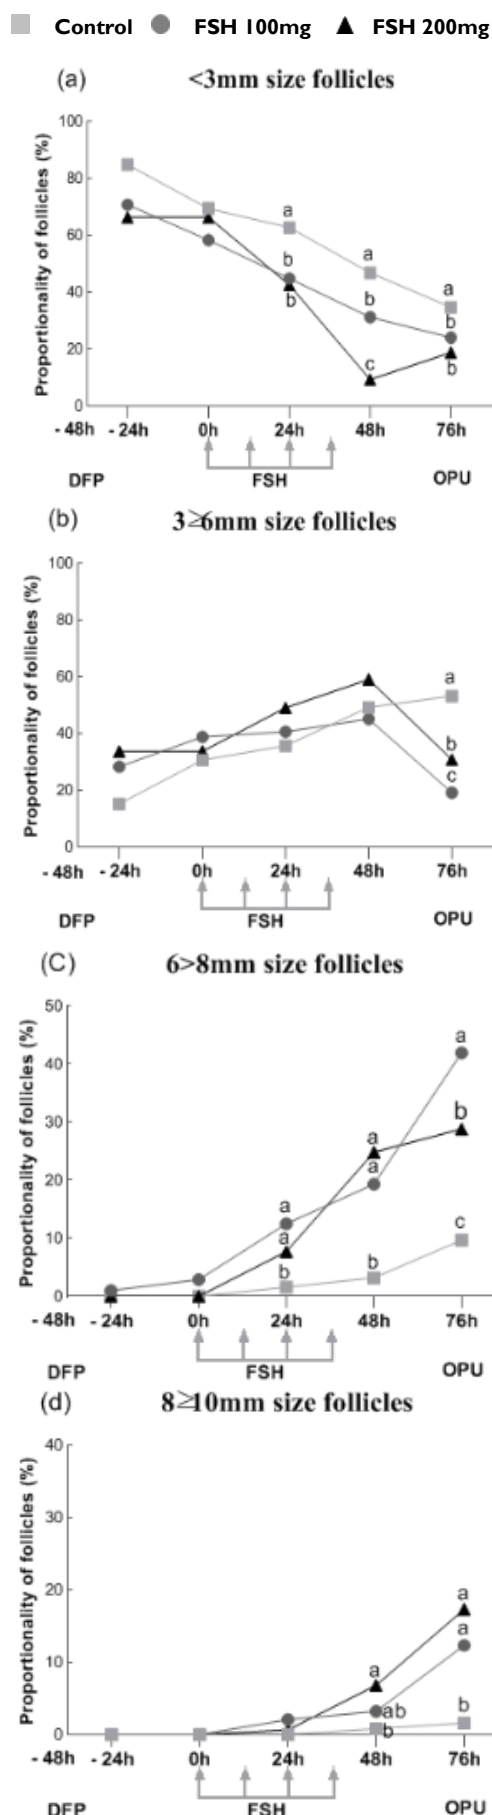 Control FSH 100mg FSH 200mg
(a) <3mm size follicles
Proportionality of follicles (%)
100
80
60
40
20
0
a
b
b
a
b
c
a
b
b
- 48h - 24h 0h 24h 48h 76h
DFP FSH OPU
(b) 3≥6mm size follicles
Proportionality of follicles (%)
100
80
60
40
20
0
a
b
c
- 48h - 24h 0h 24h 48h 76h
DFP FSH OPU
(C) 6>8mm size follicles
Proportionality of follicles (%)
50
40
30
20
10
0
a
a
b
a
a
b
a
b
c
- 48h - 24h 0h 24h 48h 76h
DFP FSH OPU
(d) 8≥10mm size follicles
Proportionality of follicles (%)
40
30
20
10
0
a
ab
b
a
a
b
- 48h - 24h 0h 24h 48h 76h
DFP FSH OPU